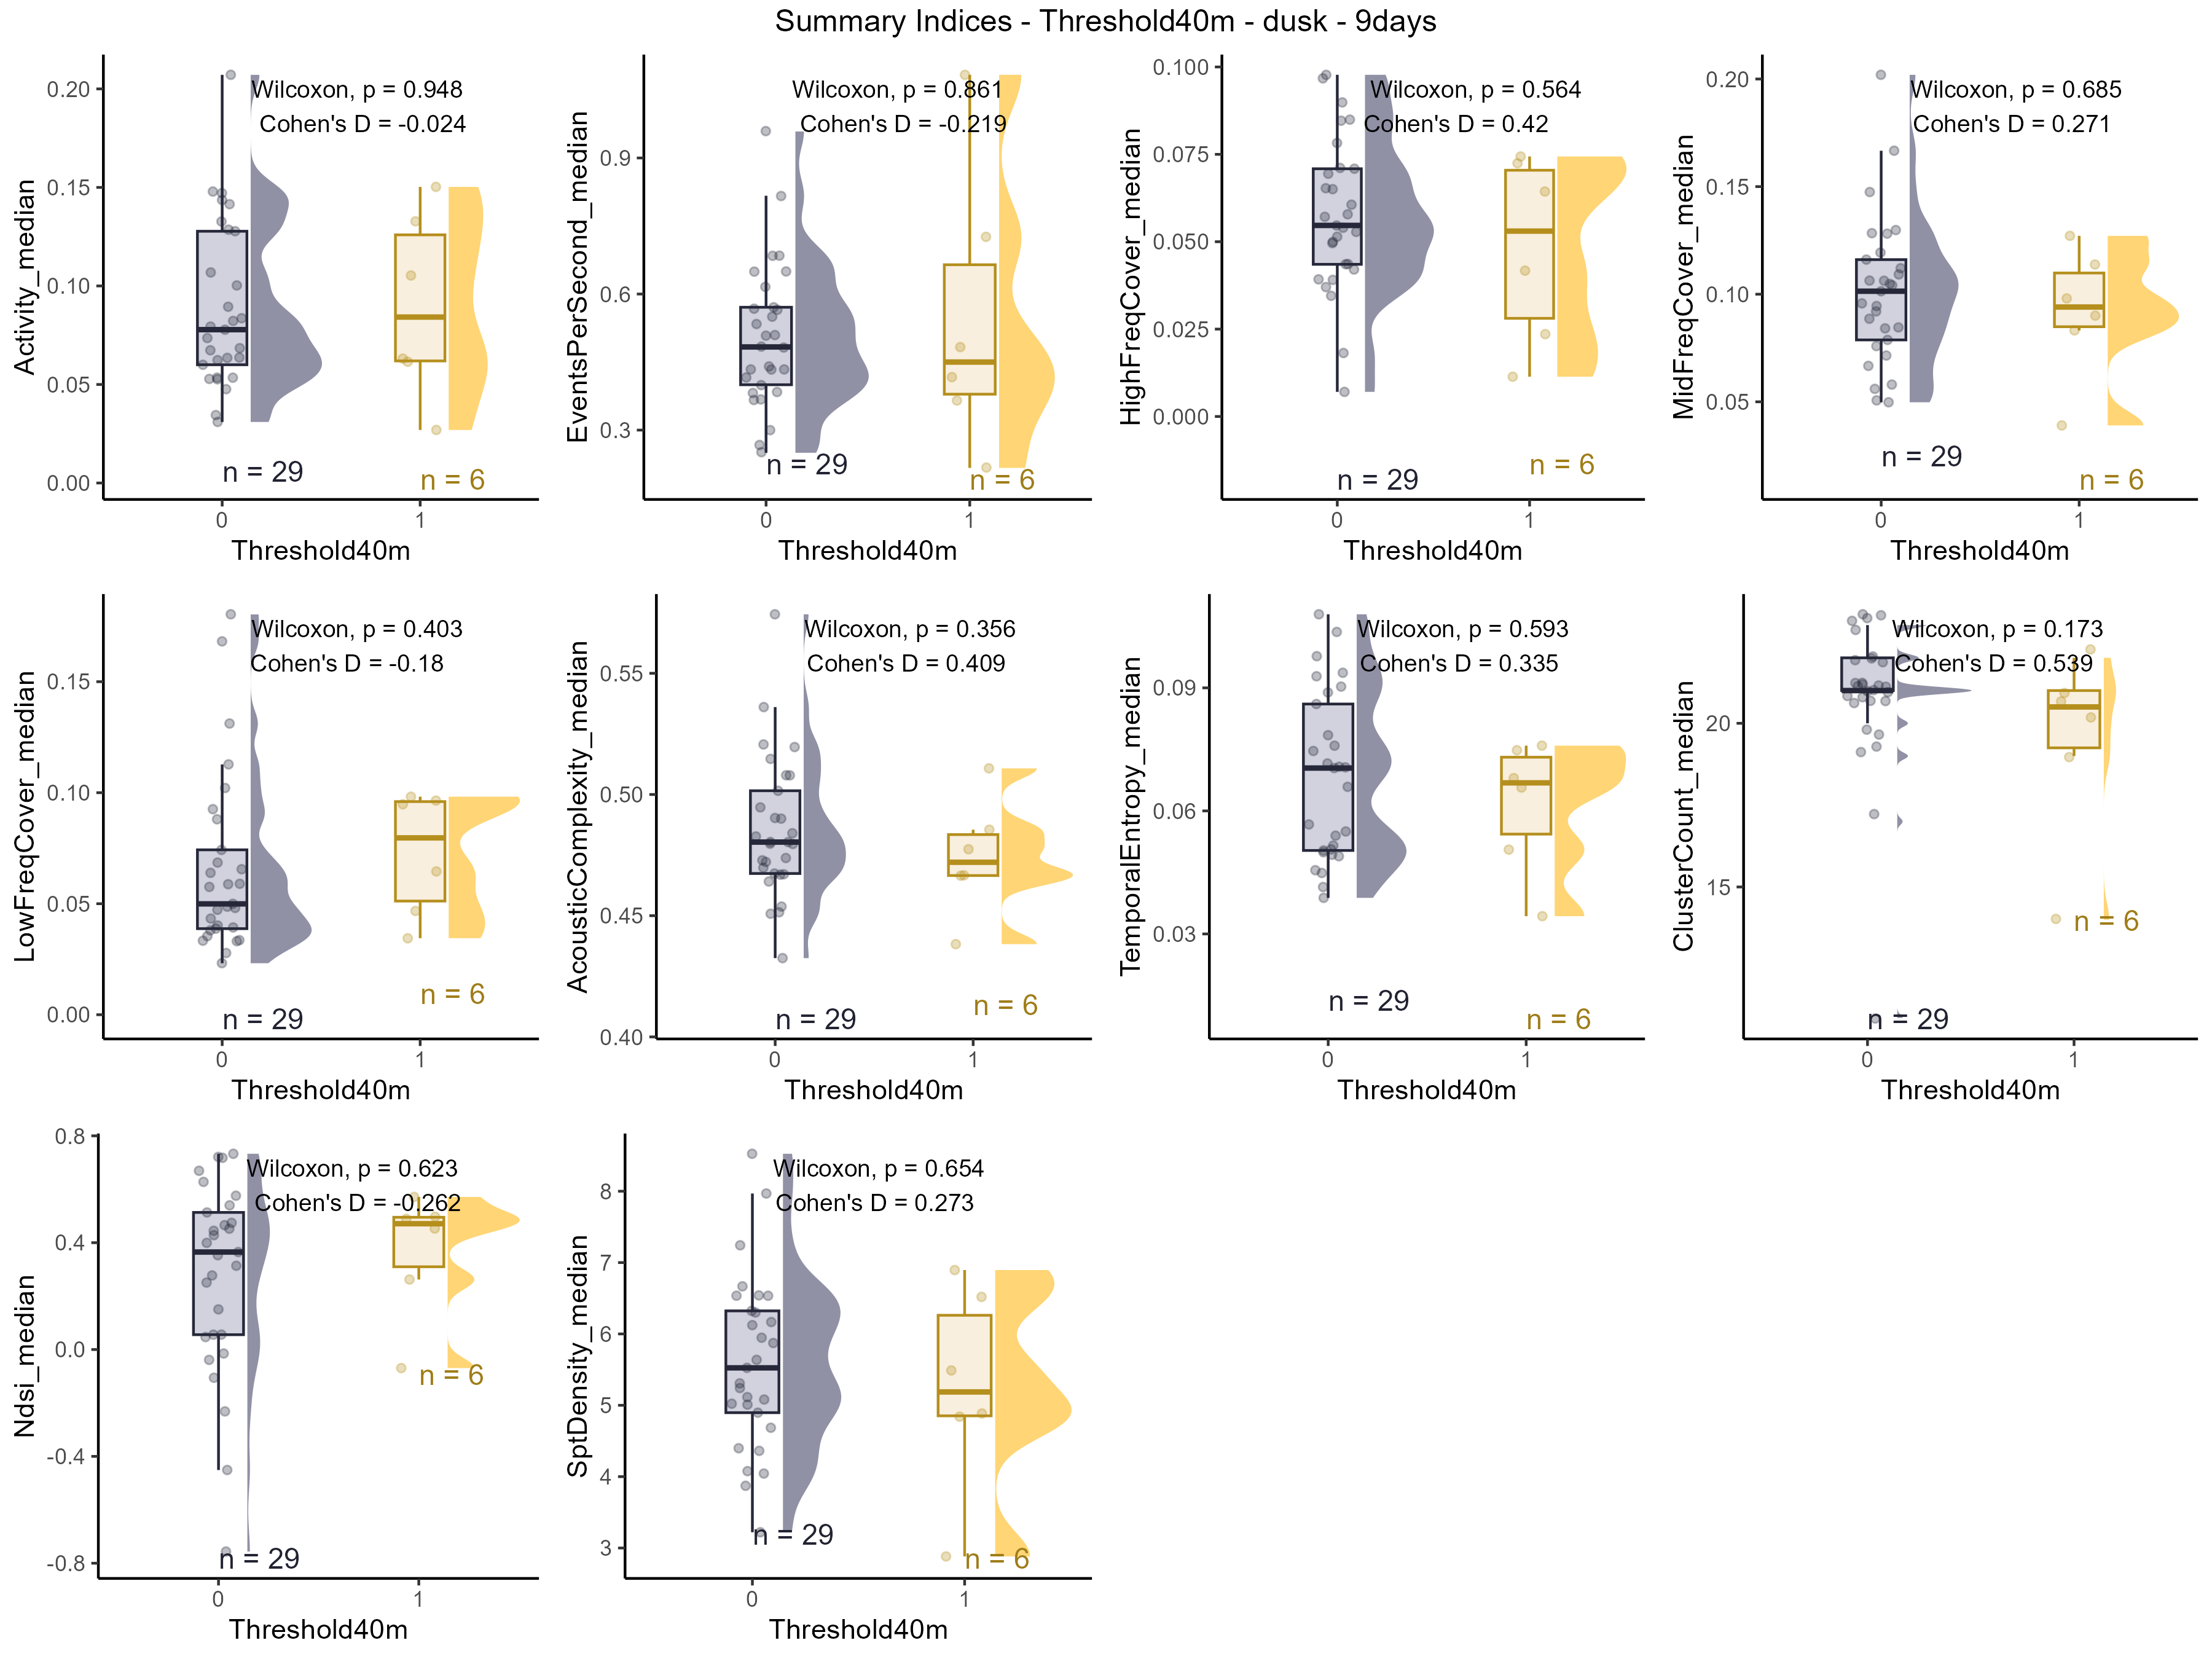 Summary Indices - Threshold40m - dusk - 9days
Activity_median
0.20
0.15
0.10
0.05
0.00
Wilcoxon, p = 0.948
Cohen's D = -0.024
n = 29
n = 6
0
1
Threshold40m
EventsPerSecond_median
0.9
0.6
0.3
Wilcoxon, p = 0.861
Cohen's D = -0.219
n = 29
n = 6
0
1
Threshold40m
HighFreqCover_median
0.100
0.075
0.050
0.025
0.000
Wilcoxon, p = 0.564
Cohen's D = 0.42
n = 29
n = 6
0
1
Threshold40m
MidFreqCover_median
0.20
0.15
0.10
0.05
Wilcoxon, p = 0.685
Cohen's D = 0.271
n = 29
n = 6
0
1
Threshold40m
LowFreqCover_median
0.15
0.10
0.05
0.00
Wilcoxon, p = 0.403
Cohen's D = -0.18
n = 29
n = 6
0
1
Threshold40m
AcousticComplexity_median
0.55
0.50
0.45
0.40
Wilcoxon, p = 0.356
Cohen's D = 0.409
n = 29
n = 6
0
1
Threshold40m
TemporalEntropy_median
0.09
0.06
0.03
Wilcoxon, p = 0.593
Cohen's D = 0.335
n = 29
n = 6
0
1
Threshold40m
ClusterCount_median
20
15
Wilcoxon, p = 0.173
Cohen's D = 0.539
n = 29
n = 6
0
1
Threshold40m
Ndsi_median
0.8
0.4
0.0
-0.4
-0.8
Wilcoxon, p = 0.623
Cohen's D = -0.262
n = 29
n = 6
0
1
Threshold40m
SptDensity_median
8
7
6
5
4
3
Wilcoxon, p = 0.654
Cohen's D = 0.273
n = 29
n = 6
0
1
Threshold40m